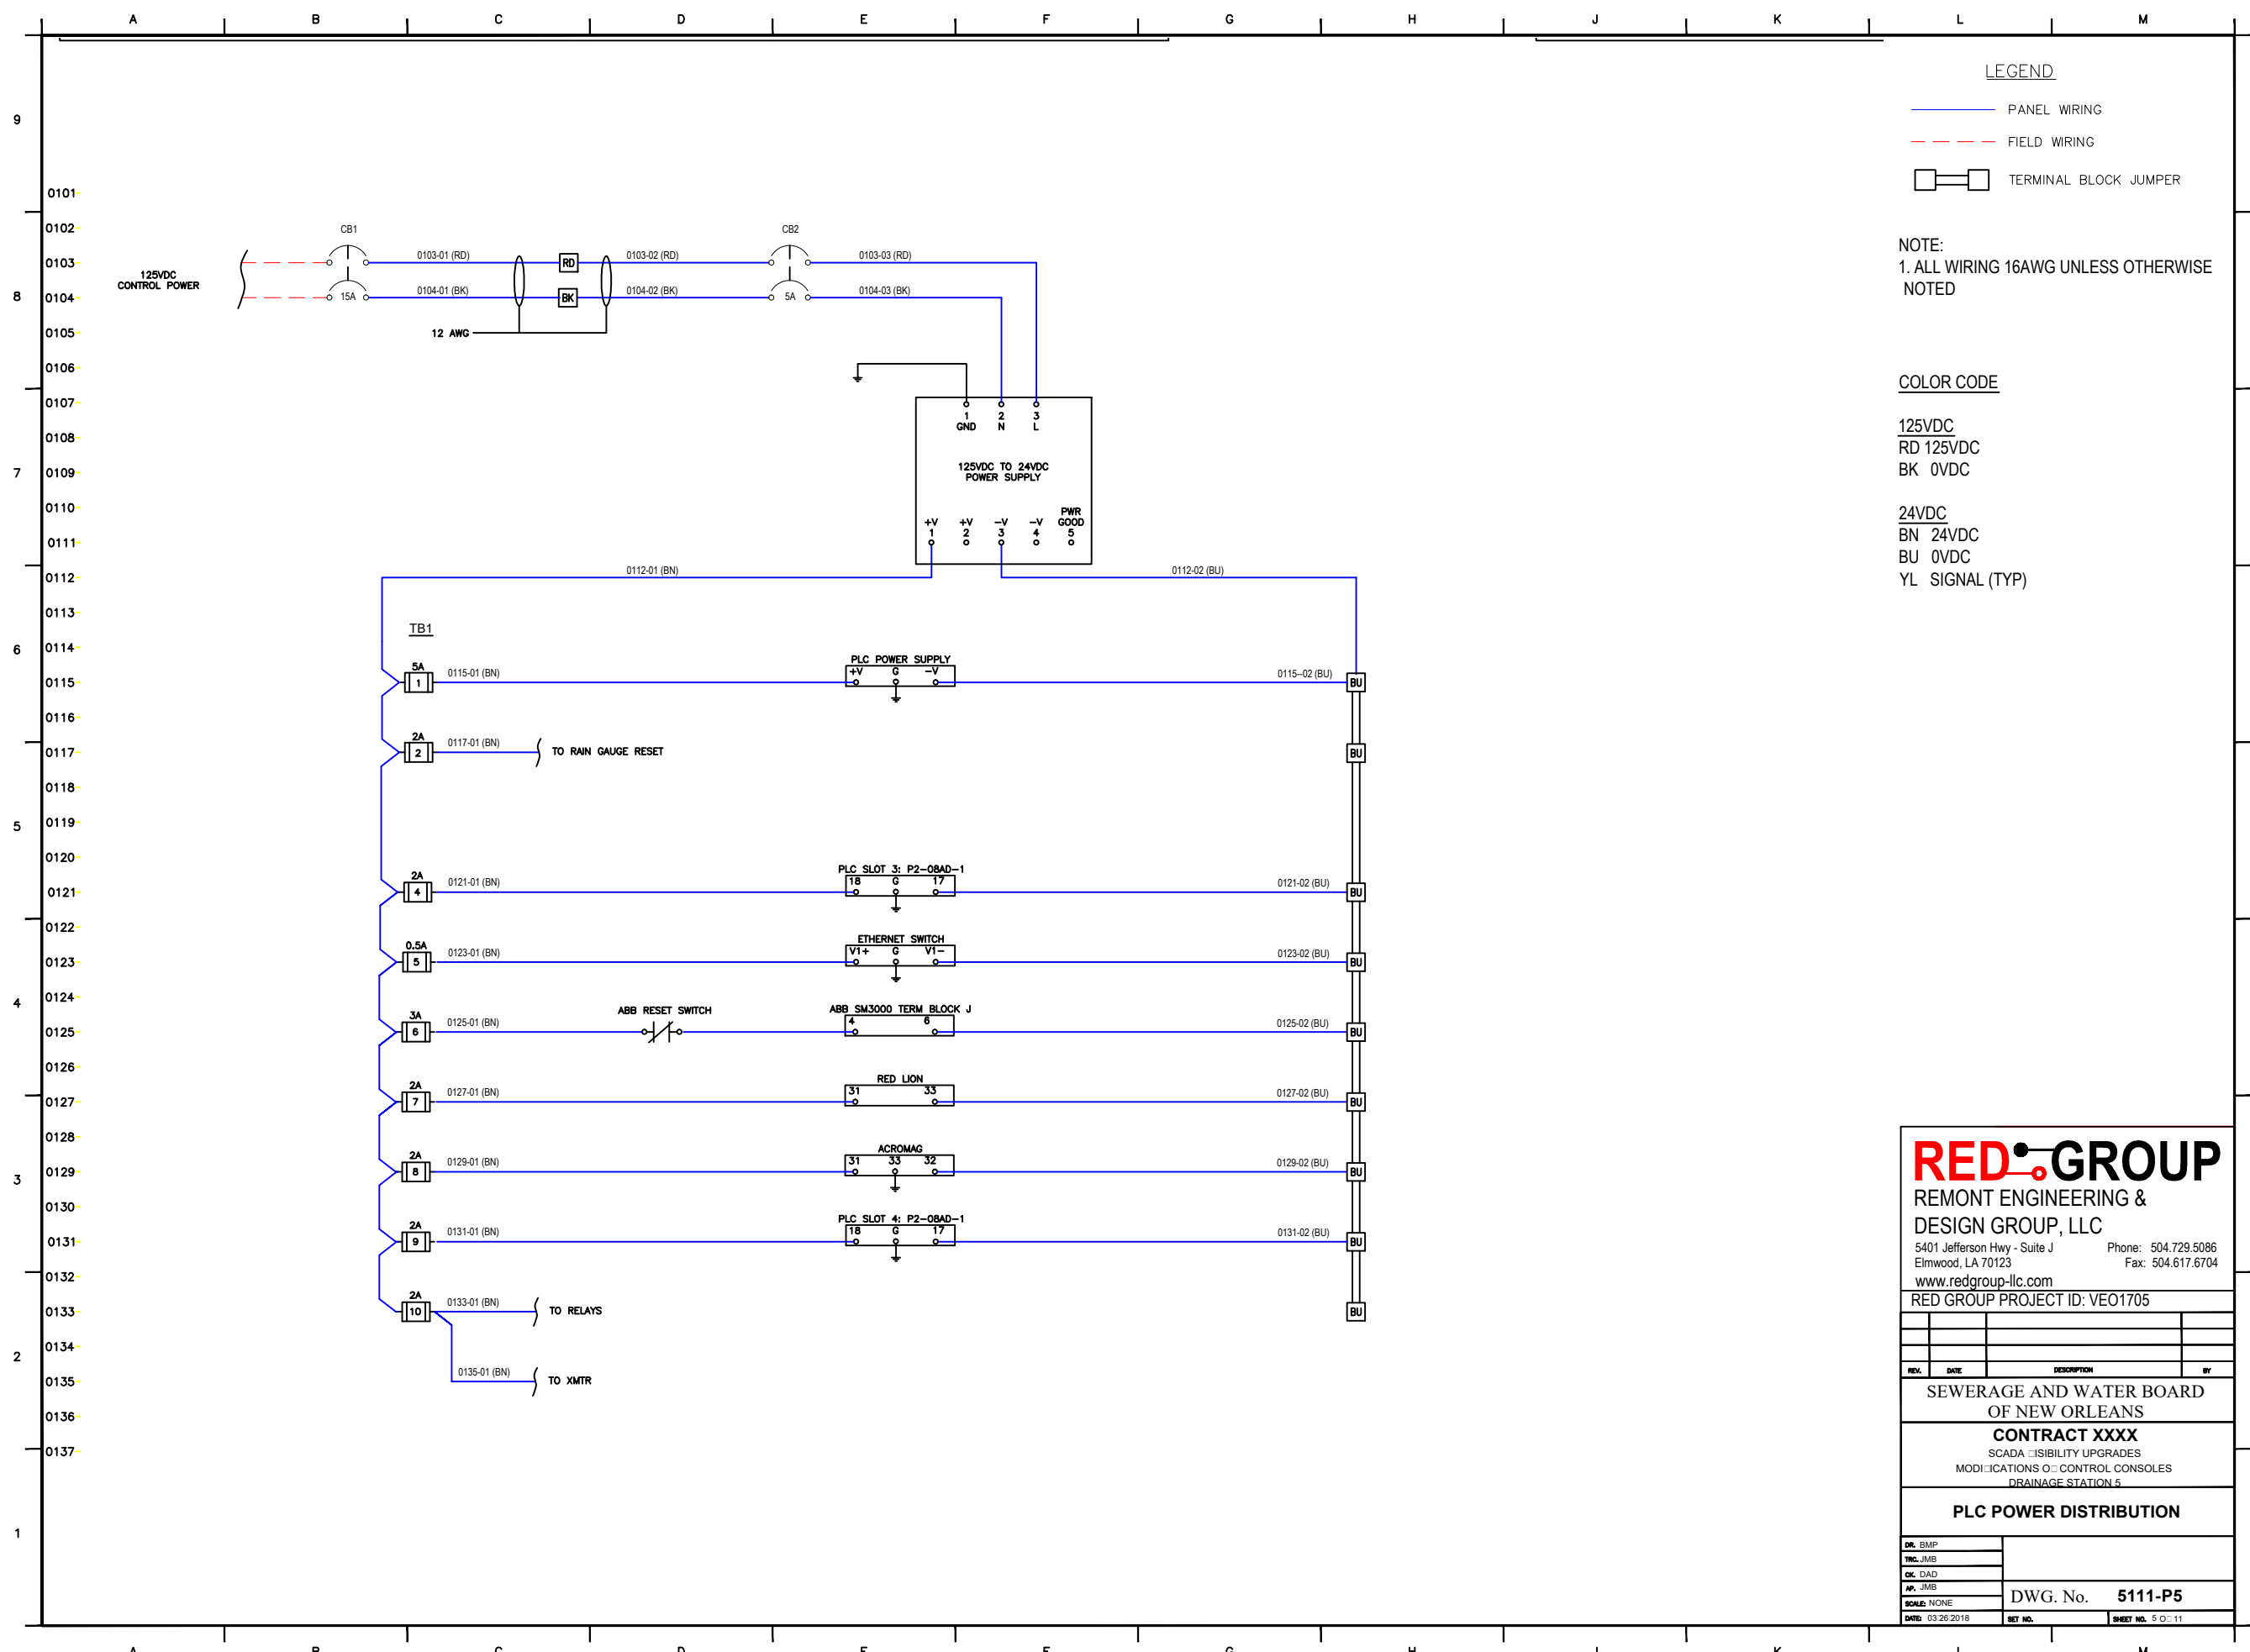 A B C D E F G H J K L M
LEGEND
PANEL WIRING
FIELD WIRING
TERMINAL BLOCK JUMPER
NOTE:
1. ALL WIRING 16AWG UNLESS OTHERWISE
NOTED
COLOR CODE
125VDC
RD 125VDC
BK 0VDC
24VDC
BN 24VDC
BU 0VDC
YL SIGNAL (TYP)
9
8
7
6
5
4
3
2
1
0101
0102
0103
0104
0105
0106
0107
0108
0109
0110
0111
0112
0113
0114
0115
0116
0117
0118
0119
0120
0121
0122
0123
0124
0125
0126
0127
0128
0129
0130
0131
0132
0133
0134
0135
0136
0137
125VDC
CONTROL POWER
CB1
15A
0103-01 (RD)
0104-01 (BK)
RD
BK
12 AWG
0103-02 (RD)
0104-02 (BK)
CB2
5A
0103-03 (RD)
0104-03 (BK)
1 2 3
GND N L
125VDC TO 24VDC
POWER SUPPLY
PWR
+V +V -V -V GOOD
1 2 3 4 5
0112-01 (BN)
0112-02 (BU)
TB1
5A
1
0115-01 (BN)
PLC POWER SUPPLY
+V G -V
0115--02 (BU)
BU
2A
2
0117-01 (BN)
TO RAIN GAUGE RESET
BU
2A
4
0121-01 (BN)
PLC SLOT 3: P2-08AD-1
18 G 17
0121-02 (BU)
BU
0.5A
5
0123-01 (BN)
ETHERNET SWITCH
V1+ G V1-
0123-02 (BU)
BU
3A
6
0125-01 (BN)
ABB RESET SWITCH
ABB SM3000 TERM BLOCK J
4 6
0125-02 (BU)
BU
2A
7
0127-01 (BN)
RED LION
31 33
0127-02 (BU)
BU
2A
8
0129-01 (BN)
ACROMAG
31 33 32
0129-02 (BU)
BU
2A
9
0131-01 (BN)
PLC SLOT 4: P2-08AD-1
18 G 17
0131-02 (BU)
BU
2A
10
0133-01 (BN)
TO RELAYS
BU
0135-01 (BN)
TO XMTR
RED GROUP
REMONT ENGINEERING &
DESIGN GROUP, LLC
5401 Jefferson Hwy - Suite J Phone: 504.729.5086
Elmwood, LA 70123 Fax: 504.617.6704
www.redgroup-llc.com
RED GROUP PROJECT ID: VEO1705
REV. DATE DESCRIPTION BY
SEWERAGE AND WATER BOARD
OF NEW ORLEANS
CONTRACT XXXX
SCADA □ISIBILITY UPGRADES
MODI□ICATIONS O□ CONTROL CONSOLES
DRAINAGE STATION 5
PLC POWER DISTRIBUTION
DR. BMP
TRC. JMB
CK. DAD
AP. JMB
SCALE: NONE
DATE: 03 26 2018
DWG. No. 5111-P5
SET NO.
SHEET NO. 5 O□ 11
A B C D E F G H J K L M